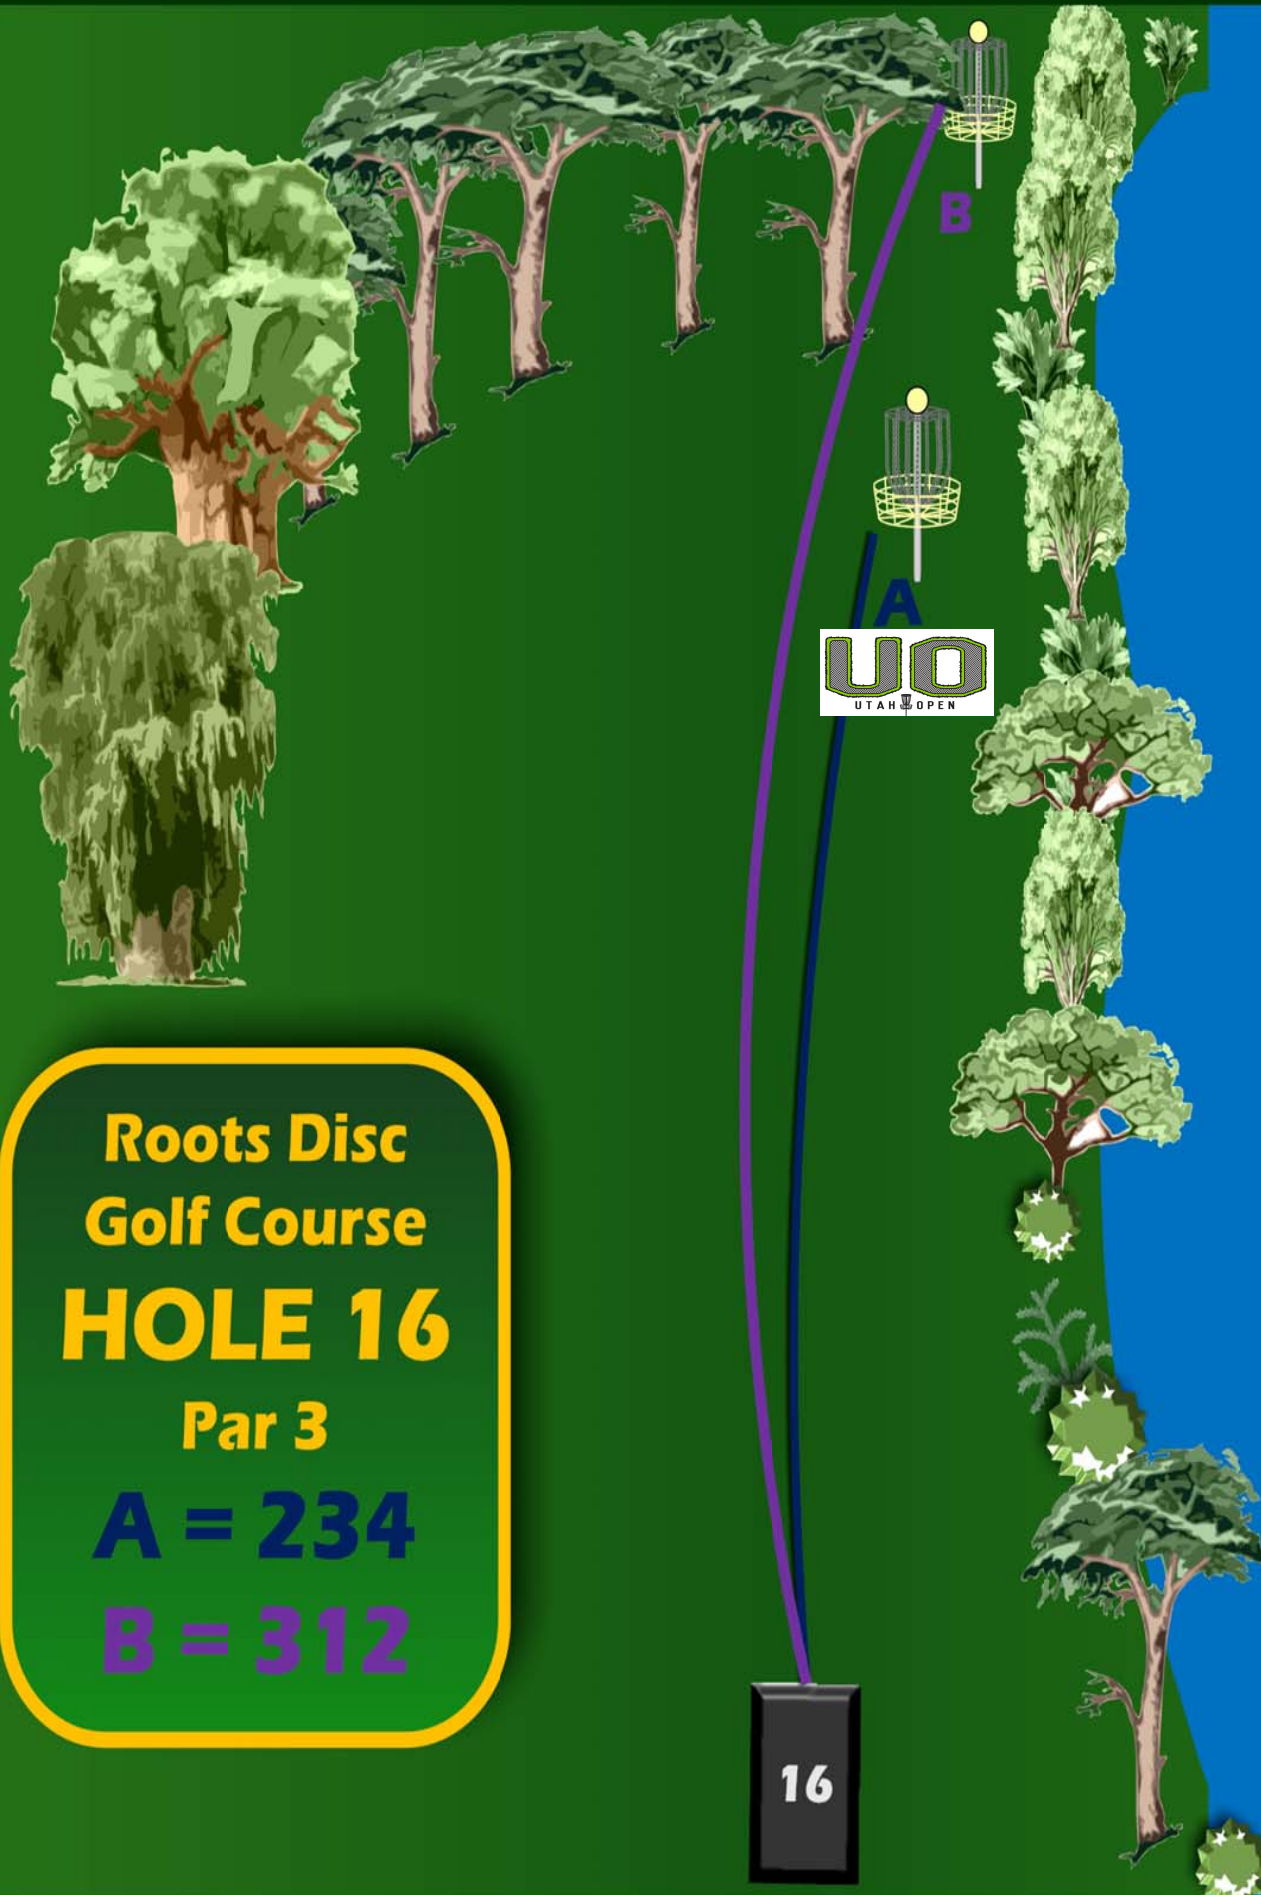 B
A
UO
UTAH OPEN
Roots Disc
Golf Course
HOLE 16
Par 3
A = 234
B = 312
16